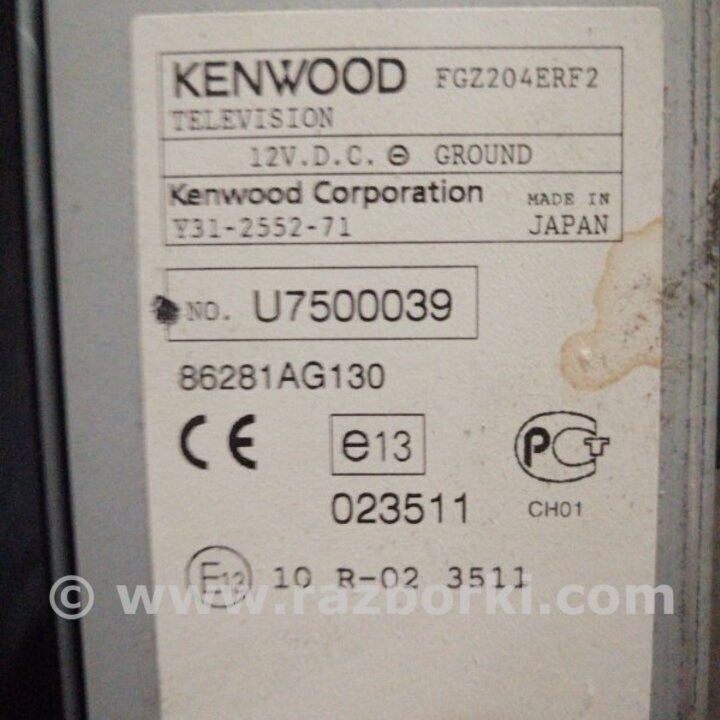 KENWOOD FGZ204ERF2
TELEVISION
12V.D.C. ⊖ GROUND
Kenwood Corporation MADE IN
Y31-2552-71 JAPAN
NO. U7500039
86281AG130
CE e13 PCT
023511 CH01
E13 10 R-02 3511
© www.razborki.com